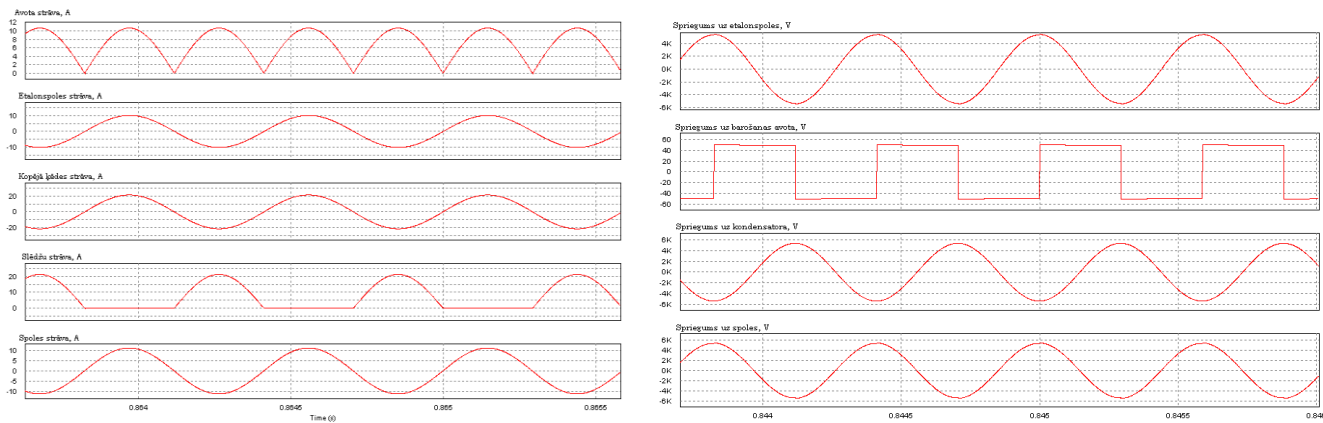 Avota strāva, A
12
10
8
6
4
2
0
Etalonspoles strāva, A
10
0
-10
Kopējā ķēdes strāva, A
20
0
-20
Slēdžu strāva, A
20
10
0
Spoles strāva, A
10
5
0
-5
-10
0.864 0.8645 0.865 0.8655
Time (s)
Spriegums uz etalonspoles, V
4K
2K
0K
-2K
-4K
-6K
Spriegums uz barošanas avota, V
60
40
20
0
-20
-40
-60
Spriegums uz kondensatora, V
6K
4K
2K
0K
-2K
-4K
-6K
Spriegums uz spoles, V
6K
4K
2K
0K
-2K
-4K
-6K
0.844 0.8445 0.845 0.8455